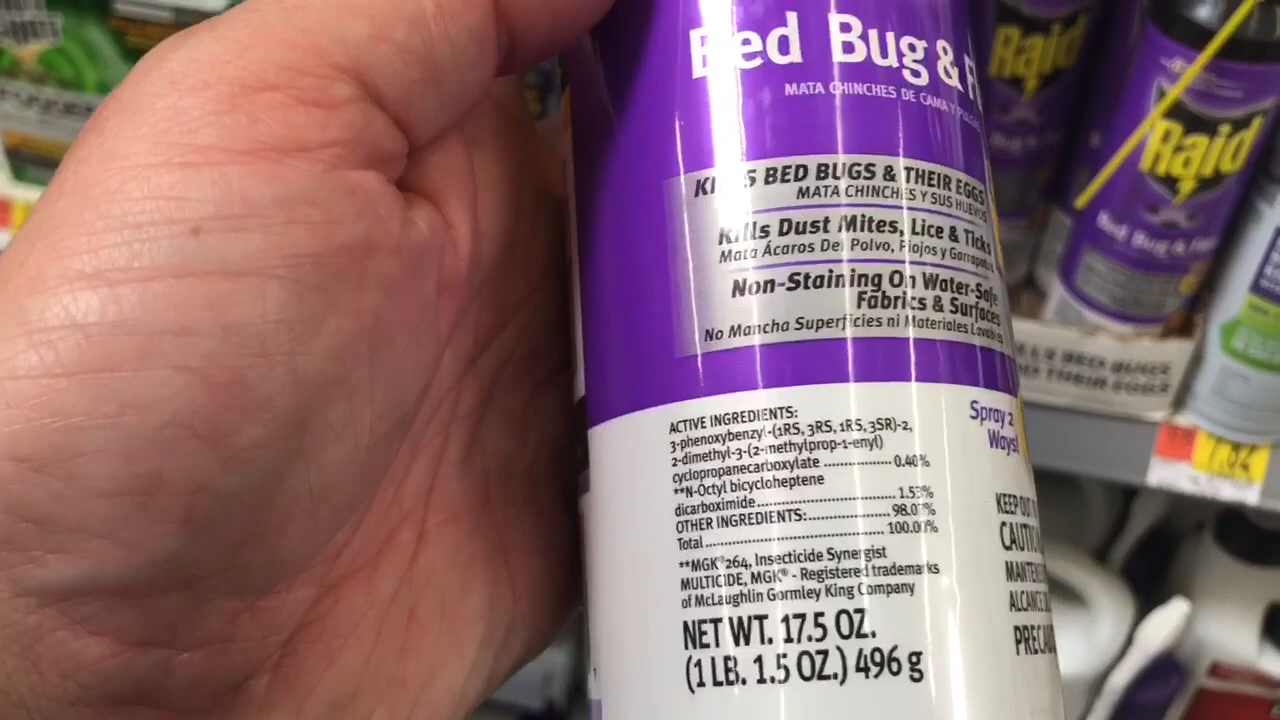 Bed Bug &
MATA CHINCHES DE CAMA Y
KILLS BED BUGS & THEIR EGGS
MATA CHINCHES Y SUS HUEVOS
Kills Dust Mites, Lice & Ticks
Mata Ácaros Del Polvo, Piojos y Garrapatas
Non-Staining On Water-Safe
Fabrics & Surfaces
No Mancha Superficies ni Materiales Lavables
ACTIVE INGREDIENTS:
3-phenoxybenzyl-(1RS, 3RS, 1RS, 3SR)-2,
2-dimethyl-3-(2-methylprop-1-enyl)
cyclopropanecarboxylate .............. 0.40%
**N-Octyl bicycloheptene
dicarboximide............................. 1.53%
OTHER INGREDIENTS:................. 98.07%
Total...................................... 100.00%
**MGK®264, Insecticide Synergist
MULTICIDE, MGK® - Registered trademarks
of McLaughlin Gormley King Company
NET WT. 17.5 OZ.
(1 LB. 1.5 OZ.) 496 g
Spray 2
Ways!
KEEP OUT
Raid
Raid
Bed Bug &